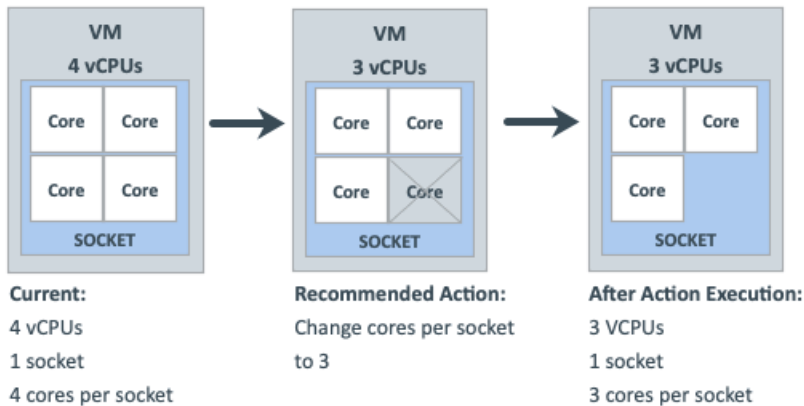 VM
4 vCPUs
Core Core
Core Core
SOCKET
VM
3 vCPUs
Core Core
Core Core
SOCKET
VM
3 vCPUs
Core Core
Core
SOCKET
Current:
4 vCPUs
1 socket
4 cores per socket
Recommended Action:
Change cores per socket
to 3
After Action Execution:
3 VCPUs
1 socket
3 cores per socket